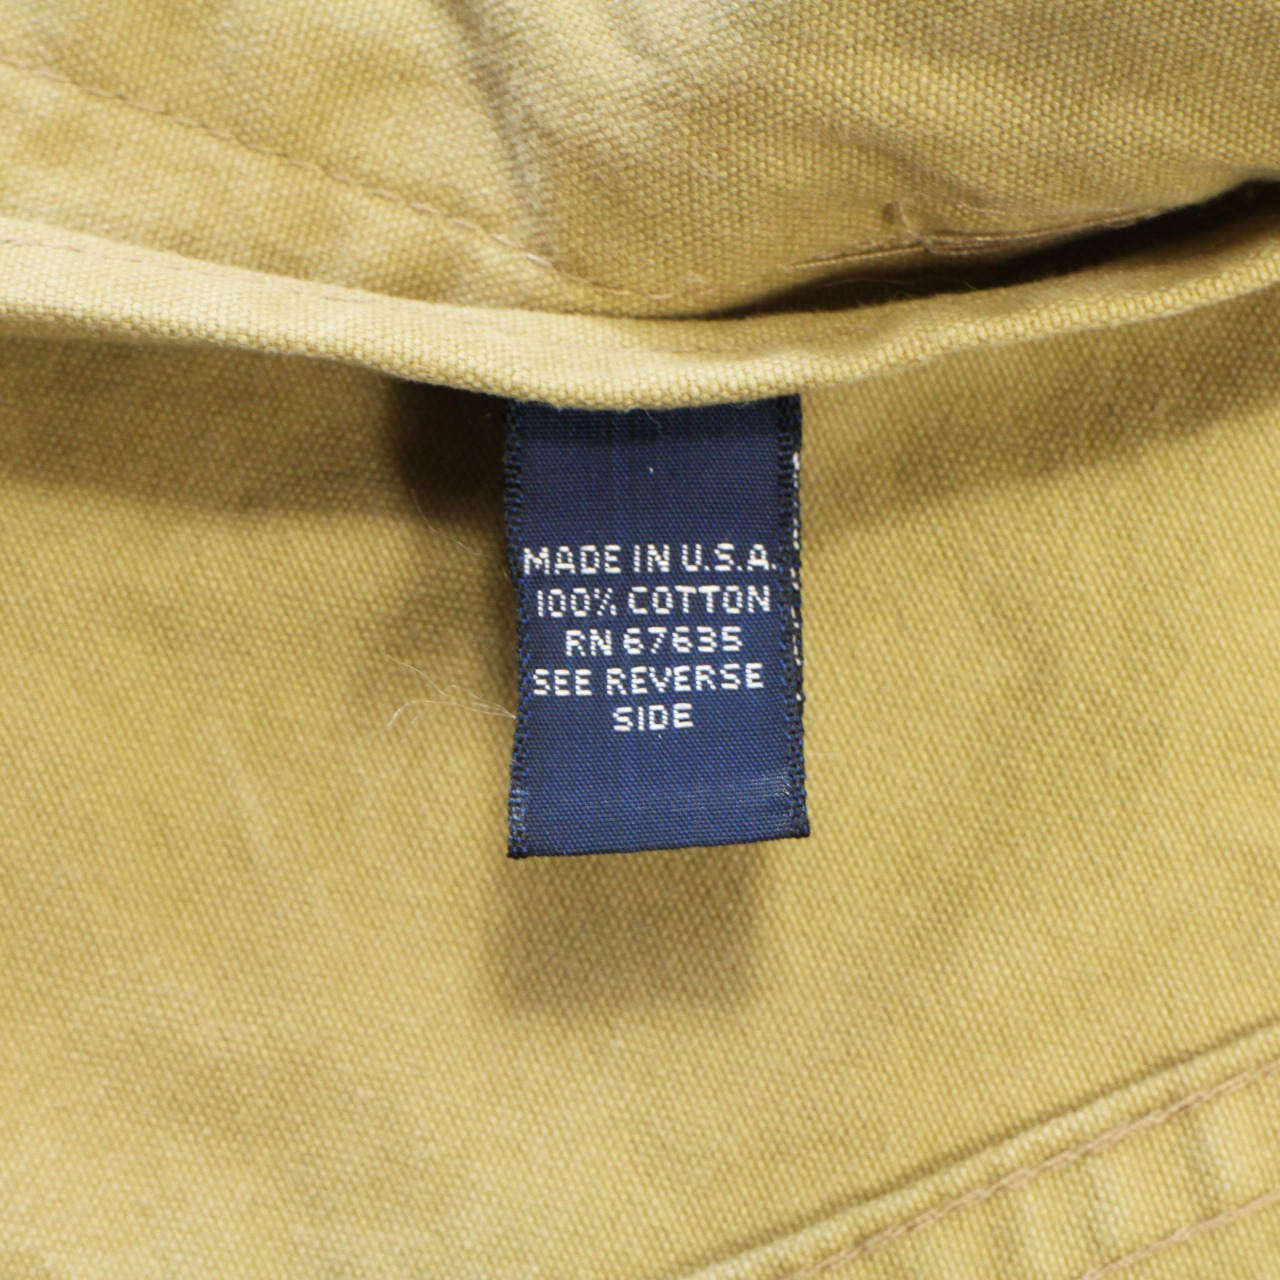 MADE IN U.S.A.
100% COTTON
RN 67635
SEE REVERSE
SIDE